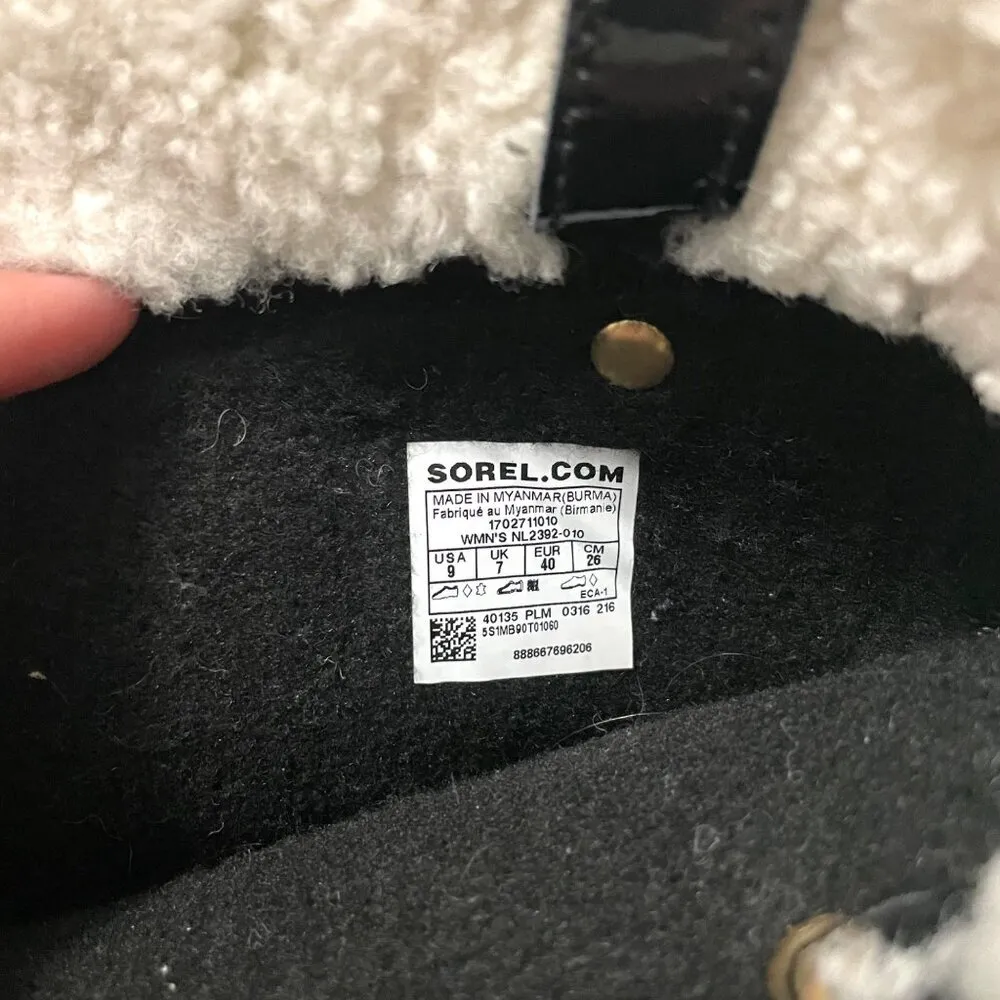 SOREL.COM
MADE IN MYANMAR(BURMA)
Fabriqué au Myanmar (Birmanie)
1702711010
WMN'S NL2392-010
USA UK EUR CM
9 7 40 26
ECA-1
40135 PLM 0316 216
5S1MB90T01060
888667696206